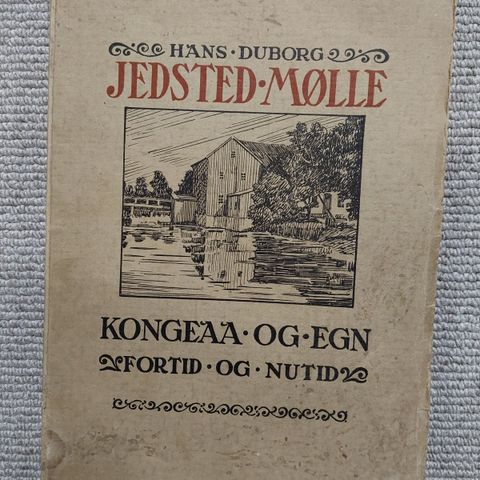 HANS·DUBORG
JEDSTED·MØLLE
KONGEAA·OG·EGN
FORTID·OG·NUTID